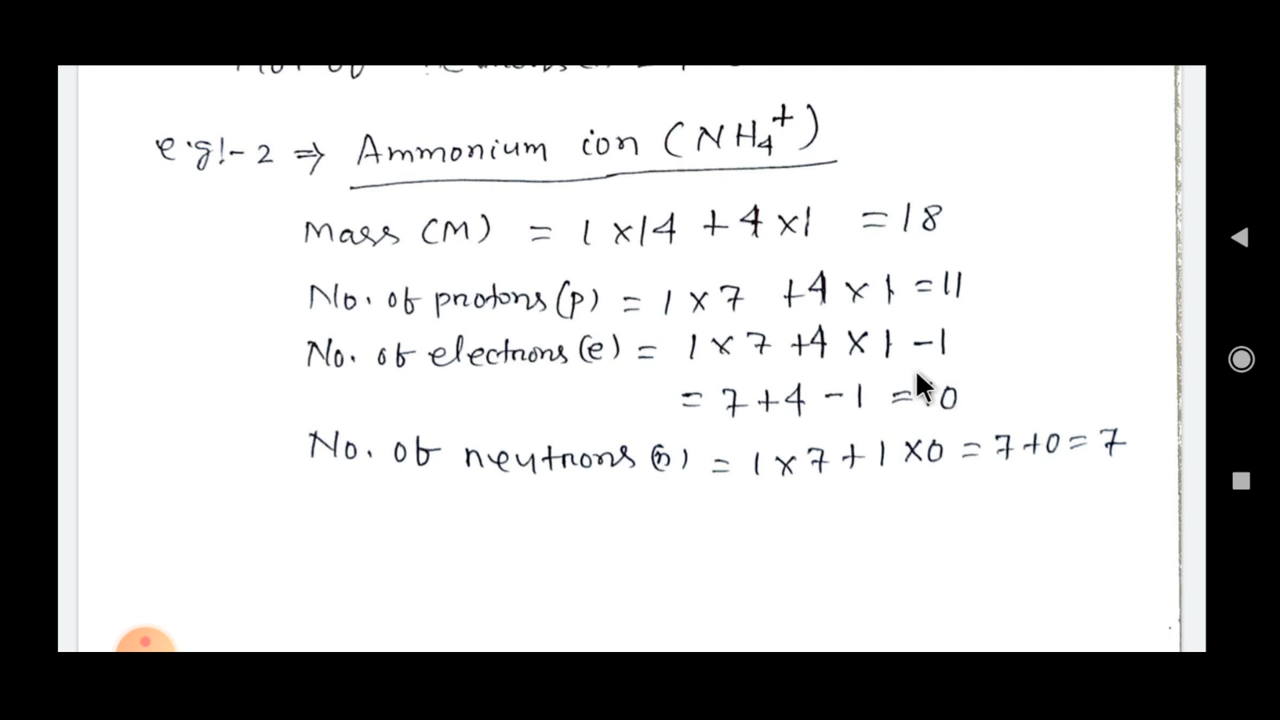 e.g!- 2 ⇒ Ammonium ion (NH₄⁺)
Mass (M) = 1 x 14 + 4 x 1 = 18
No. of protons (p) = 1 x 7 + 4 x 1 = 11
No. of electrons (e) = 1 x 7 + 4 x 1 - 1
= 7 + 4 - 1 = 10
No. of neutrons (n) = 1 x 7 + 1 x 0 = 7 + 0 = 7